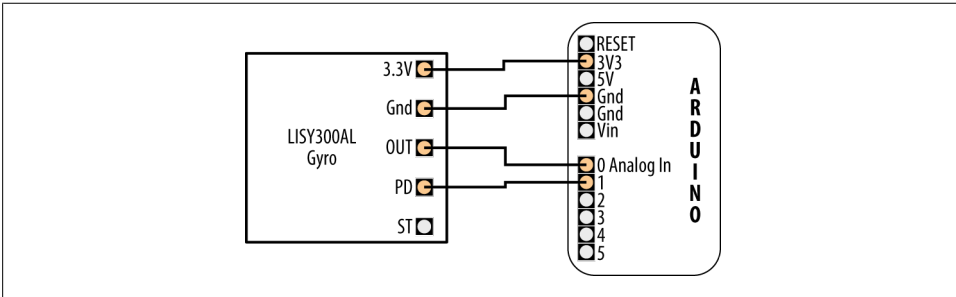 LISY300AL
Gyro
3.3V
Gnd
OUT
PD
ST
RESET
3V3
5V
Gnd
Gnd
Vin
0 Analog In
1
2
3
4
5
ARDUINO